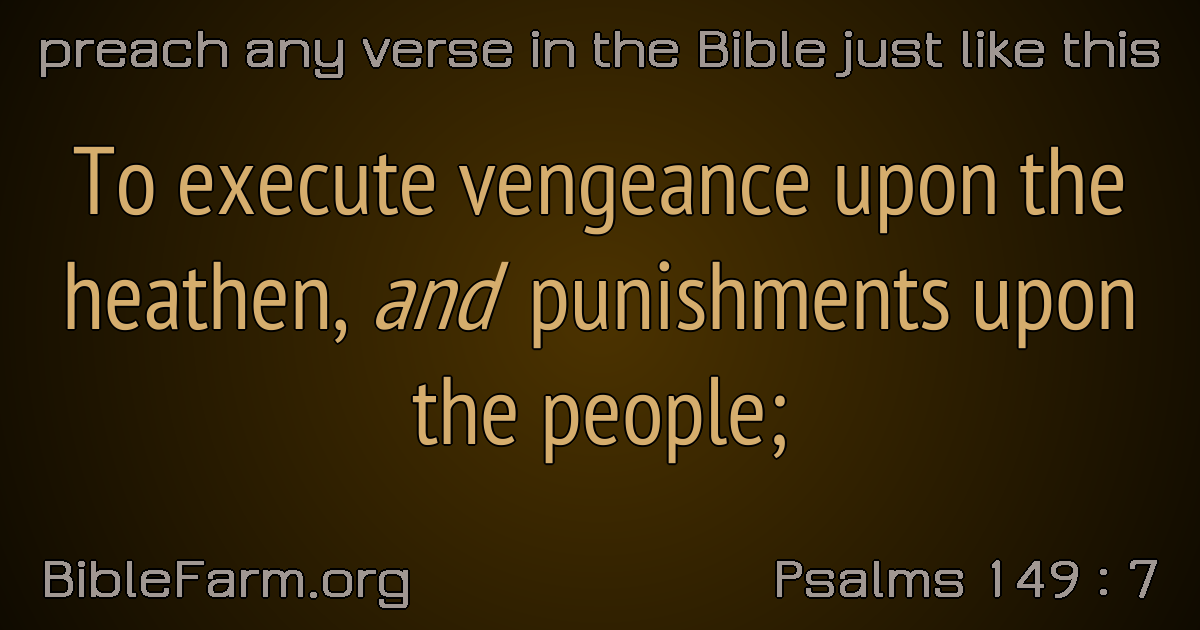 preach any verse in the Bible just like this
To execute vengeance upon the
heathen, and punishments upon
the people;
BibleFarm.org
Psalms 149 : 7